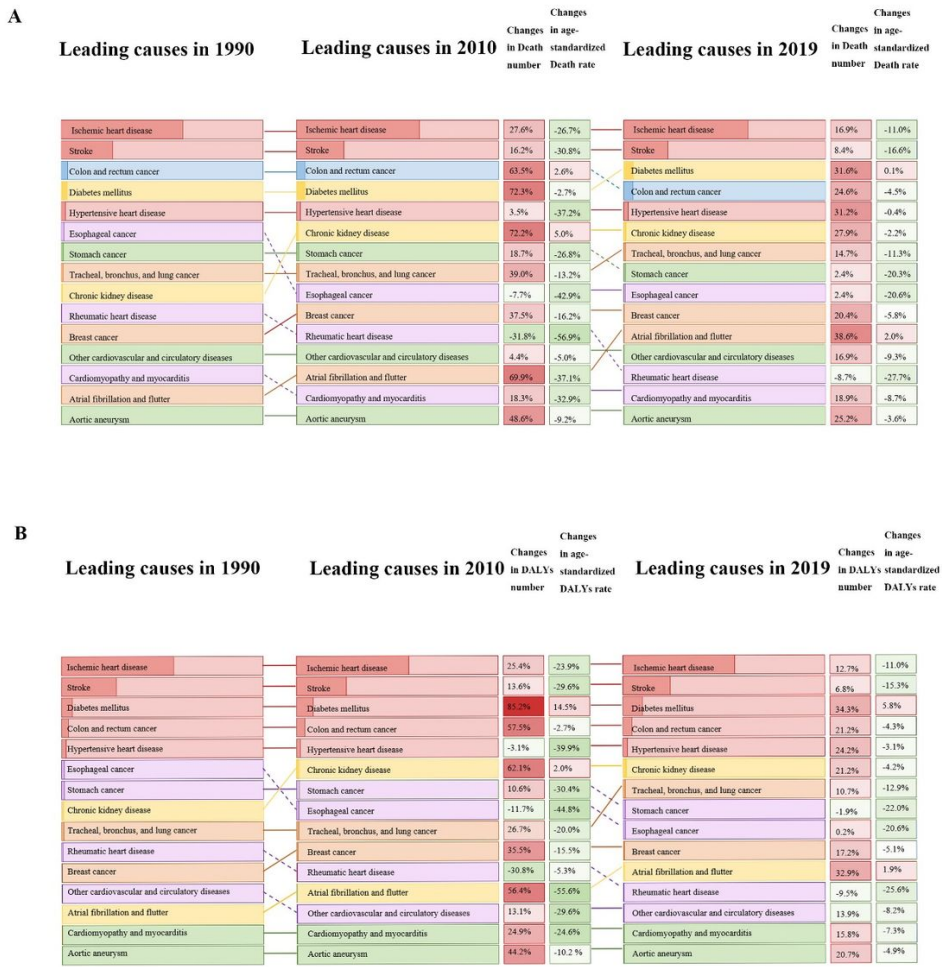 A
Leading causes in 1990 Leading causes in 2010 Changes in Death number Changes in age-standardized Death rate Leading causes in 2019 Changes in Death number Changes in age-standardized Death rate
Ischemic heart disease Ischemic heart disease 27.6% -26.7% Ischemic heart disease 16.9% -11.0%
Stroke Stroke 16.2% -30.8% Stroke 8.4% -16.6%
Colon and rectum cancer Colon and rectum cancer 63.5% 2.6% Diabetes mellitus 31.6% 0.1%
Diabetes mellitus Diabetes mellitus 72.3% -2.7% Colon and rectum cancer 24.6% -4.5%
Hypertensive heart disease Hypertensive heart disease 3.5% -37.2% Hypertensive heart disease 31.2% -0.4%
Esophageal cancer Chronic kidney disease 72.2% 5.0% Chronic kidney disease 27.9% -2.2%
Stomach cancer Stomach cancer 18.7% -26.8% Tracheal, bronchus, and lung cancer 14.7% -11.3%
Tracheal, bronchus, and lung cancer Tracheal, bronchus, and lung cancer 39.0% -13.2% Stomach cancer 2.4% -20.3%
Chronic kidney disease Esophageal cancer -7.7% -42.9% Esophageal cancer 2.4% -20.6%
Rheumatic heart disease Breast cancer 37.5% -16.2% Breast cancer 20.4% -5.8%
Breast cancer Rheumatic heart disease -31.8% -56.9% Atrial fibrillation and flutter 38.6% 2.0%
Other cardiovascular and circulatory diseases Other cardiovascular and circulatory diseases 4.4% -5.0% Other cardiovascular and circulatory diseases 16.9% -9.3%
Cardiomyopathy and myocarditis Atrial fibrillation and flutter 69.9% -37.1% Rheumatic heart disease -8.7% -27.7%
Atrial fibrillation and flutter Cardiomyopathy and myocarditis 18.3% -32.9% Cardiomyopathy and myocarditis 18.9% -8.7%
Aortic aneurysm Aortic aneurysm 48.6% -9.2% Aortic aneurysm 25.2% -3.6%
B
Leading causes in 1990 Leading causes in 2010 Changes in DALYs number Changes in age-standardized DALYs rate Leading causes in 2019 Changes in DALYs number Changes in age-standardized DALYs rate
Ischemic heart disease Ischemic heart disease 25.4% -23.9% Ischemic heart disease 12.7% -11.0%
Stroke Stroke 13.6% -29.6% Stroke 6.8% -15.3%
Diabetes mellitus Diabetes mellitus 85.2% 14.5% Diabetes mellitus 34.3% 5.8%
Colon and rectum cancer Colon and rectum cancer 57.5% -2.7% Colon and rectum cancer 21.2% -4.3%
Hypertensive heart disease Hypertensive heart disease -3.1% -39.9% Hypertensive heart disease 24.2% -3.1%
Esophageal cancer Chronic kidney disease 62.1% 2.0% Chronic kidney disease 21.2% -4.2%
Stomach cancer Stomach cancer 10.6% -30.4% Tracheal, bronchus, and lung cancer 10.7% -12.9%
Chronic kidney disease Esophageal cancer -11.7% -44.8% Stomach cancer -1.9% -22.0%
Tracheal, bronchus, and lung cancer Tracheal, bronchus, and lung cancer 26.7% -20.0% Esophageal cancer 0.2% -20.6%
Rheumatic heart disease Breast cancer 35.5% -15.5% Breast cancer 17.2% -5.1%
Breast cancer Rheumatic heart disease -30.8% -5.3% Atrial fibrillation and flutter 32.9% 1.9%
Other cardiovascular and circulatory diseases Atrial fibrillation and flutter 56.4% -55.6% Rheumatic heart disease -9.5% -25.6%
Atrial fibrillation and flutter Other cardiovascular and circulatory diseases 13.1% -29.6% Other cardiovascular and circulatory diseases 13.9% -8.2%
Cardiomyopathy and myocarditis Cardiomyopathy and myocarditis 24.9% -24.6% Cardiomyopathy and myocarditis 15.8% -7.3%
Aortic aneurysm Aortic aneurysm 44.2% -10.2 % Aortic aneurysm 20.7% -4.9%